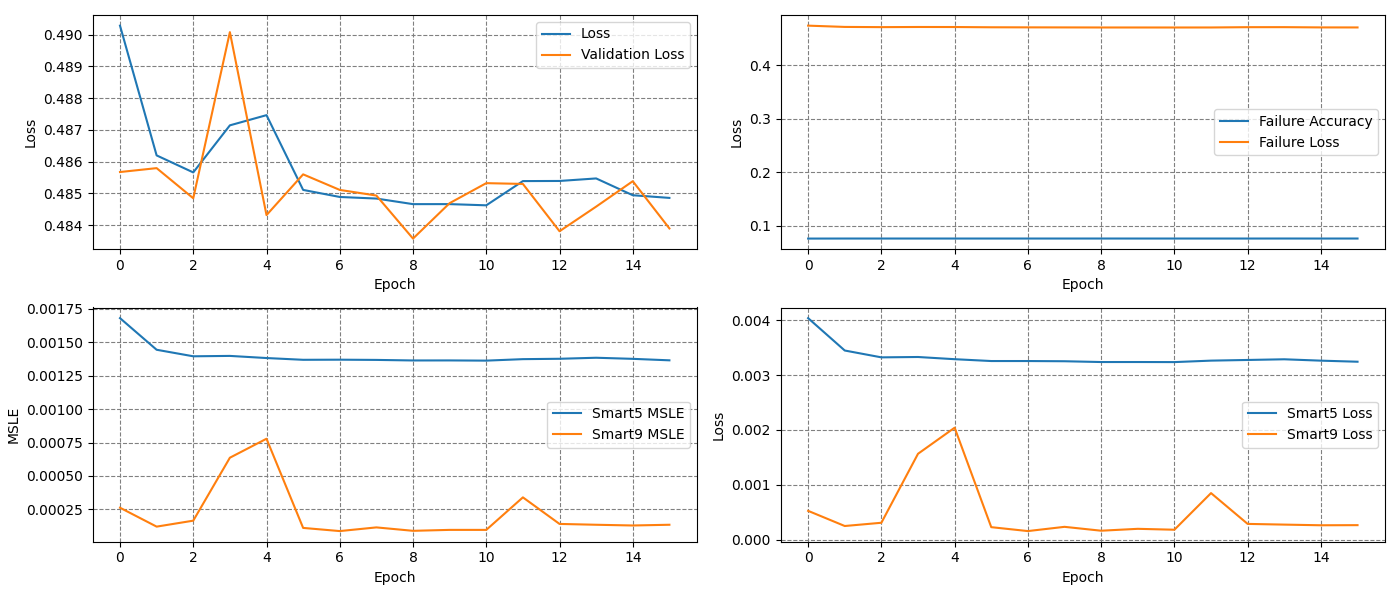 0.490
0.489
0.488
0.487
0.486
0.485
0.484
Loss
Loss
Validation Loss
0 2 4 6 8 10 12 14
Epoch
0.4
0.3
0.2
0.1
Loss
Failure Accuracy
Failure Loss
0 2 4 6 8 10 12 14
Epoch
0.00175
0.00150
0.00125
0.00100
0.00075
0.00050
0.00025
MSLE
Smart5 MSLE
Smart9 MSLE
0 2 4 6 8 10 12 14
Epoch
0.004
0.003
0.002
0.001
0.000
Loss
Smart5 Loss
Smart9 Loss
0 2 4 6 8 10 12 14
Epoch